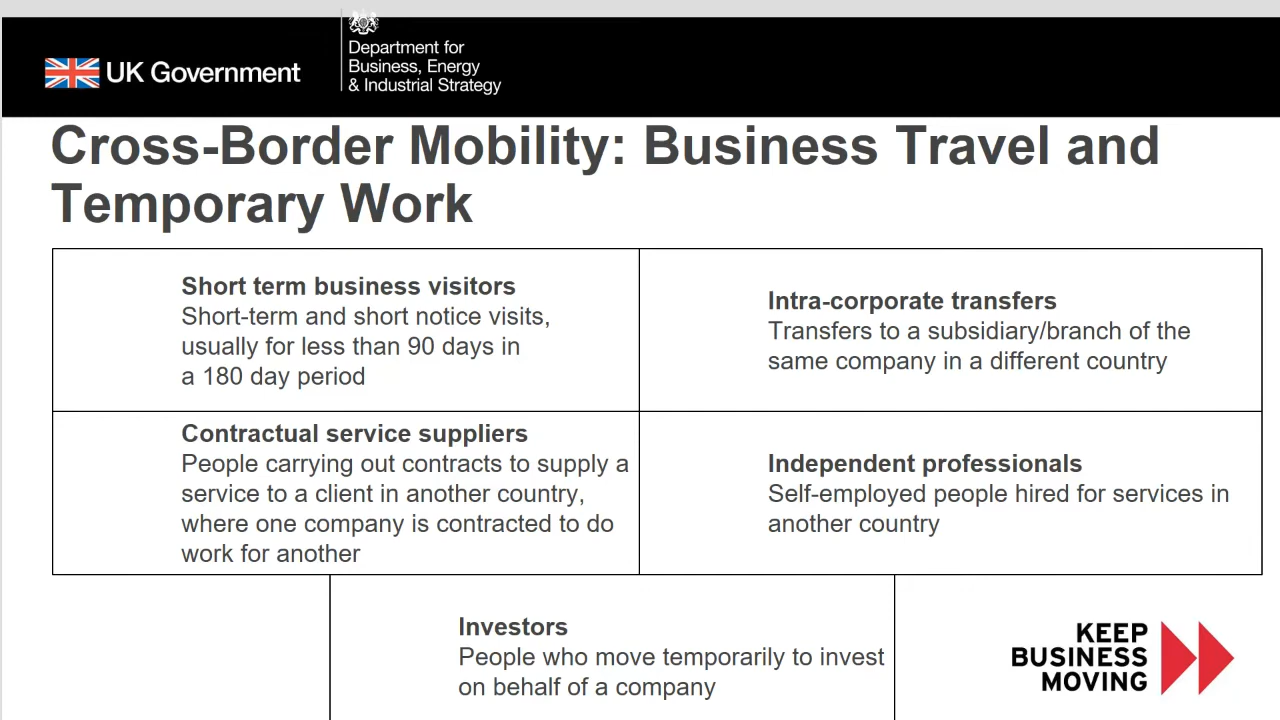 UK Government
Department for
Business, Energy
& Industrial Strategy
Cross-Border Mobility: Business Travel and
Temporary Work
Short term business visitors
Short-term and short notice visits,
usually for less than 90 days in
a 180 day period
Intra-corporate transfers
Transfers to a subsidiary/branch of the
same company in a different country
Contractual service suppliers
People carrying out contracts to supply a
service to a client in another country,
where one company is contracted to do
work for another
Independent professionals
Self-employed people hired for services in
another country
Investors
People who move temporarily to invest
on behalf of a company
KEEP
BUSINESS
MOVING